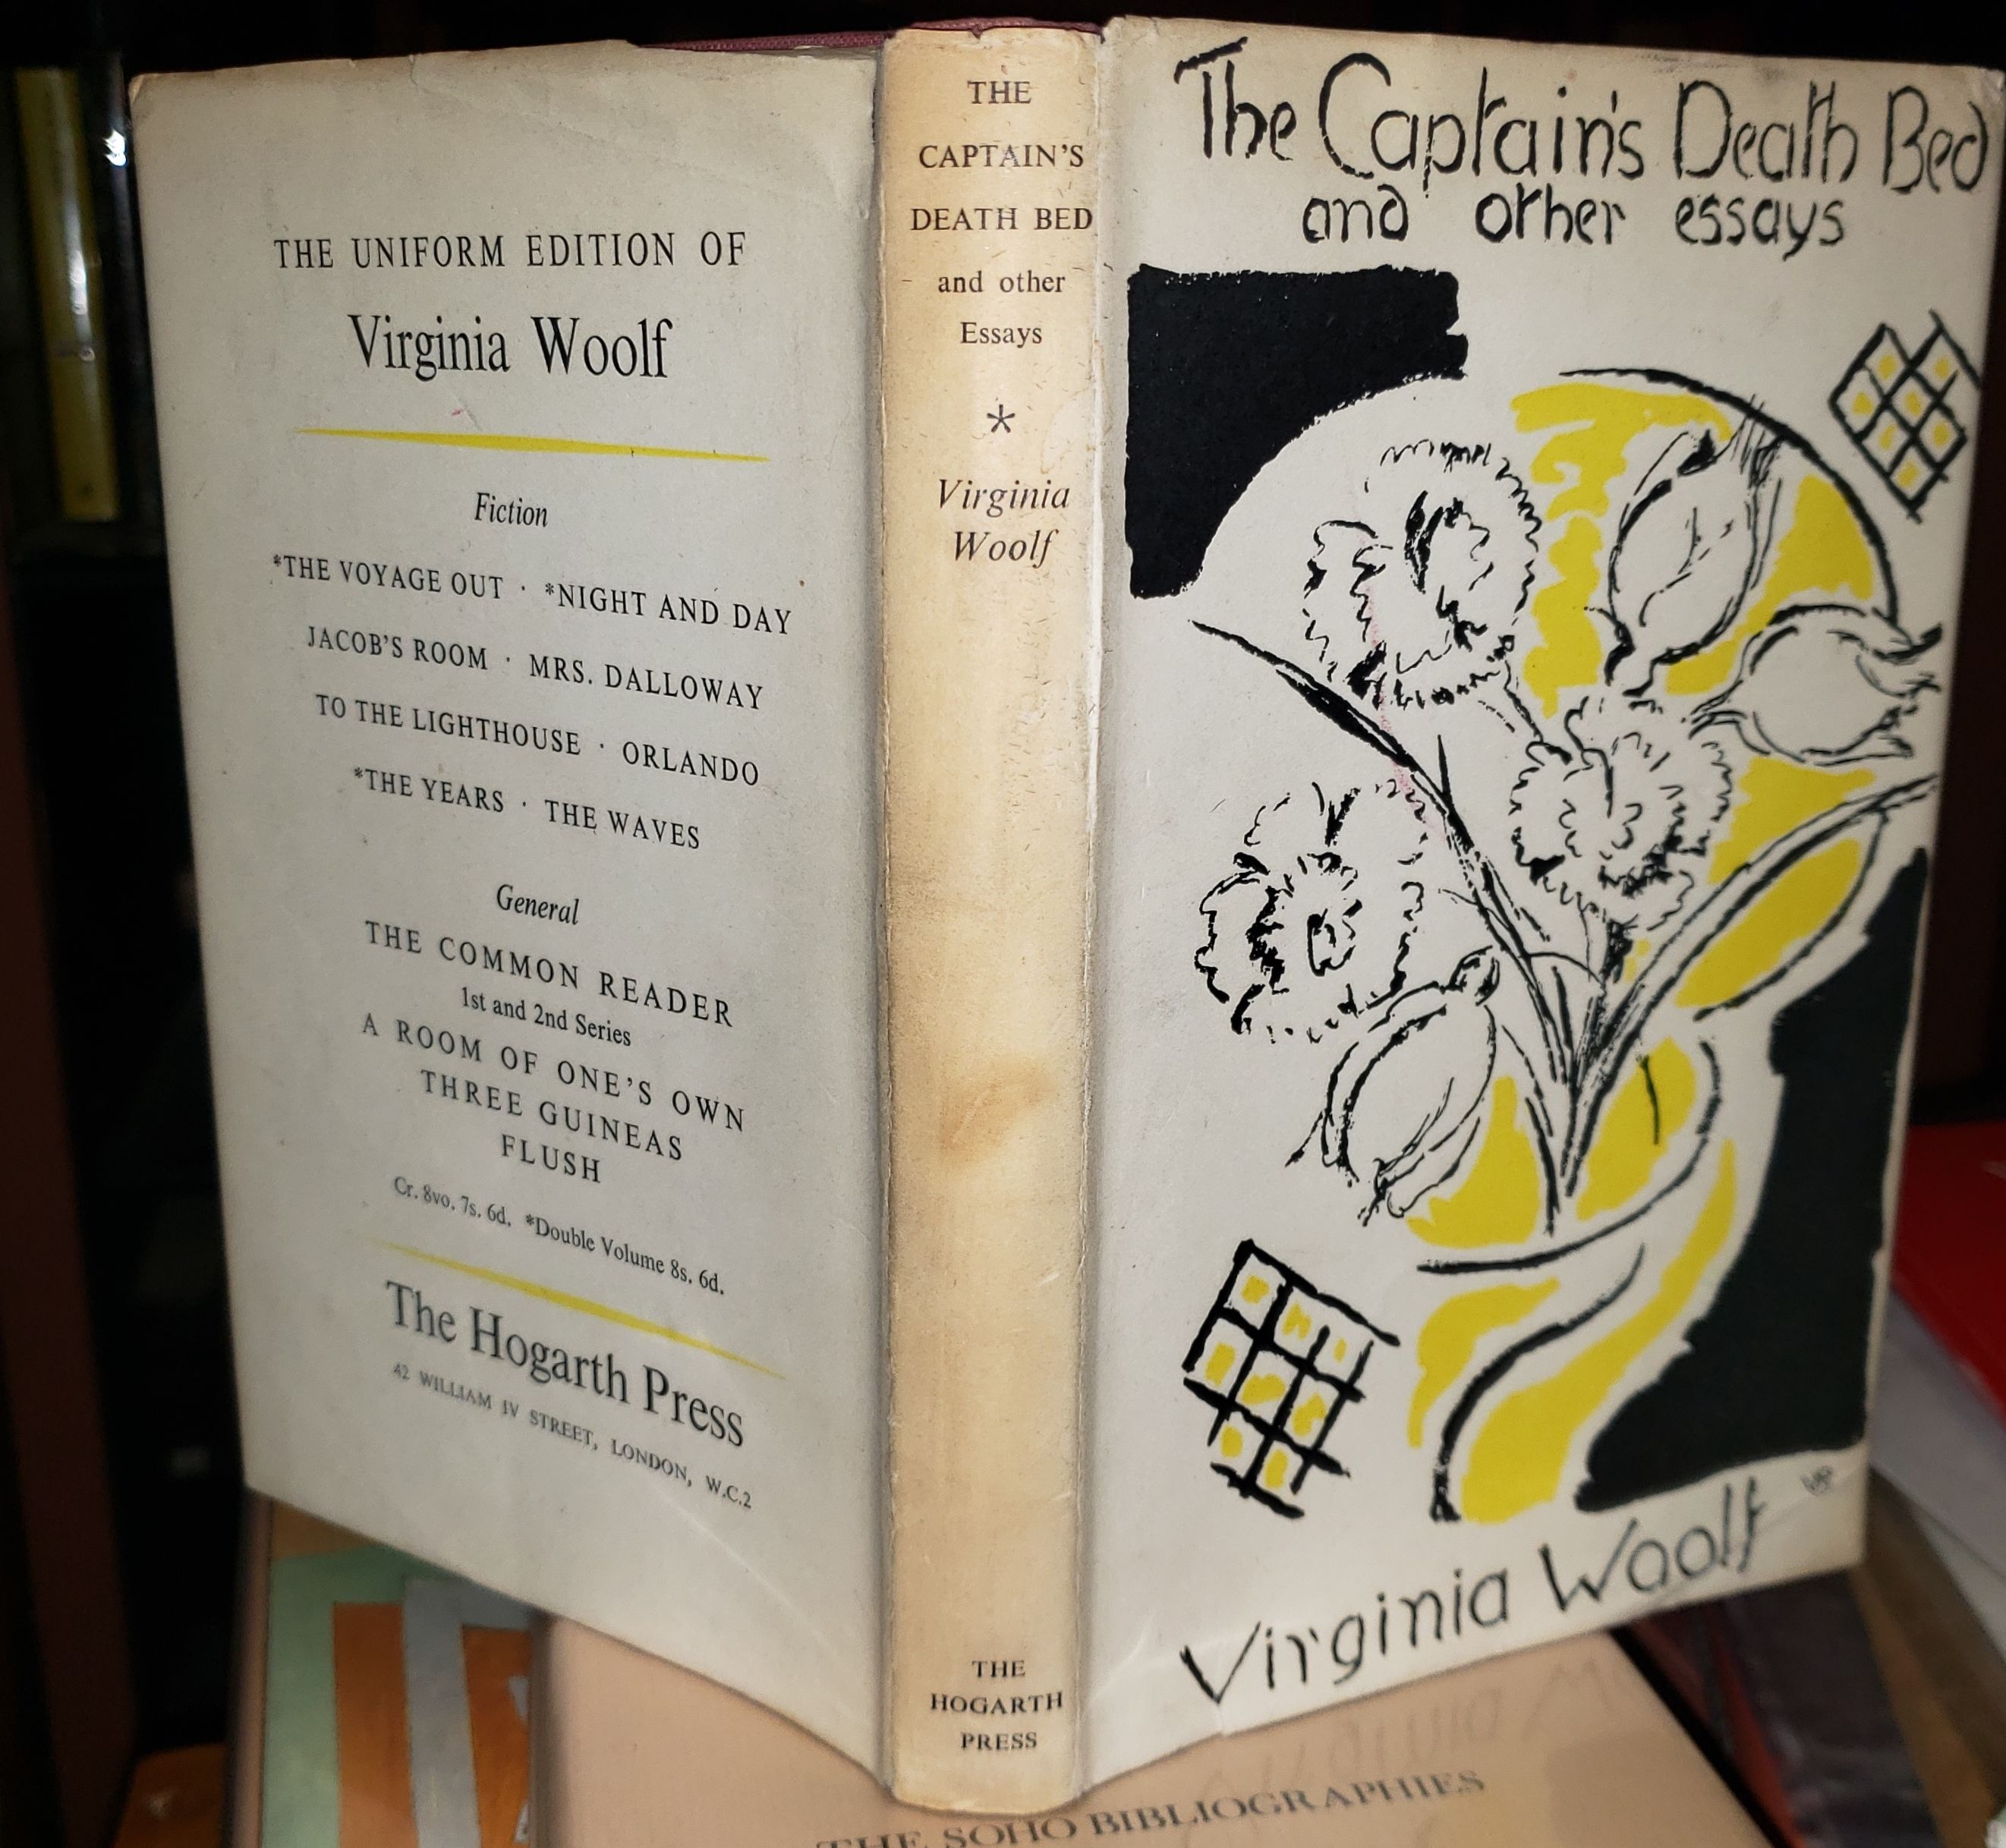 THE UNIFORM EDITION OF
Virginia Woolf
Fiction
*THE VOYAGE OUT · *NIGHT AND DAY
JACOB'S ROOM · MRS. DALLOWAY
TO THE LIGHTHOUSE · ORLANDO
*THE YEARS · THE WAVES
General
THE COMMON READER
1st and 2nd Series
A ROOM OF ONE'S OWN
THREE GUINEAS
FLUSH
Cr. 8vo. 7s. 6d. *Double Volume 8s. 6d.
The Hogarth Press
42 WILLIAM IV STREET, LONDON, W.C.2
THE
CAPTAIN'S
DEATH BED
and other
Essays
*
Virginia
Woolf
THE
HOGARTH
PRESS
The Captain's Death Bed
and other essays
VB
Virginia Woolf
THE SOHO BIBLIOGRAPHIES